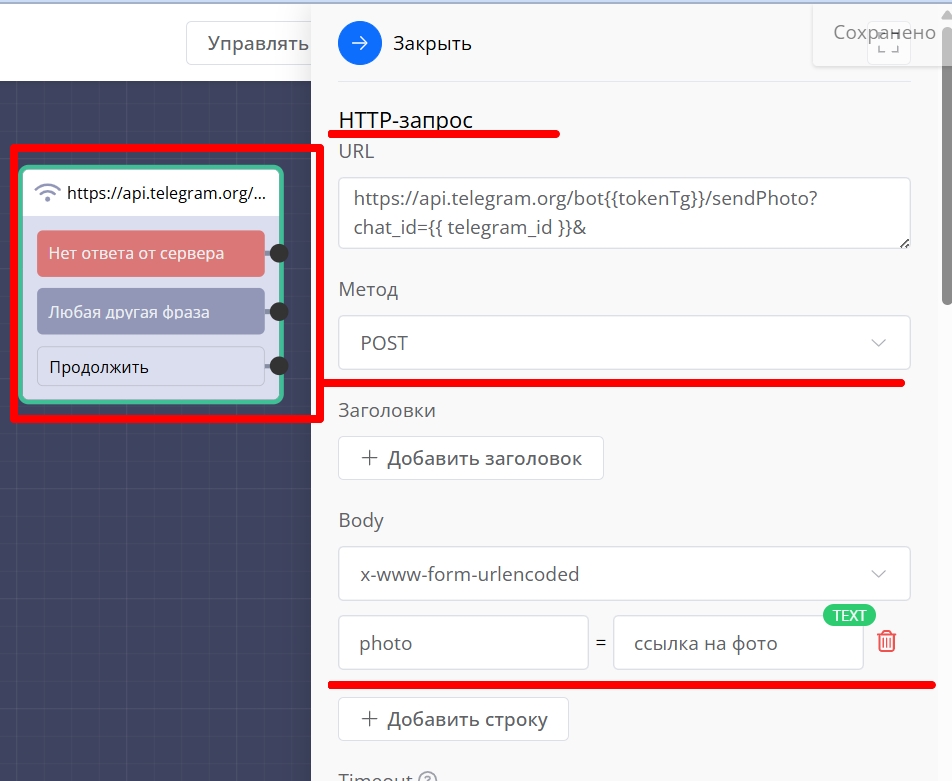 Управлять
Закрыть
Сохранено
HTTP-запрос
URL
https://api.telegram.org/bot{{tokenTg}}/sendPhoto?
chat_id={{ telegram_id }}&
Метод
POST
Заголовки
+ Добавить заголовок
Body
x-www-form-urlencoded
TEXT
photo = ссылка на фото
+ Добавить строку
Timeout ?
https://api.telegram.org/...
Нет ответа от сервера
Любая другая фраза
Продолжить